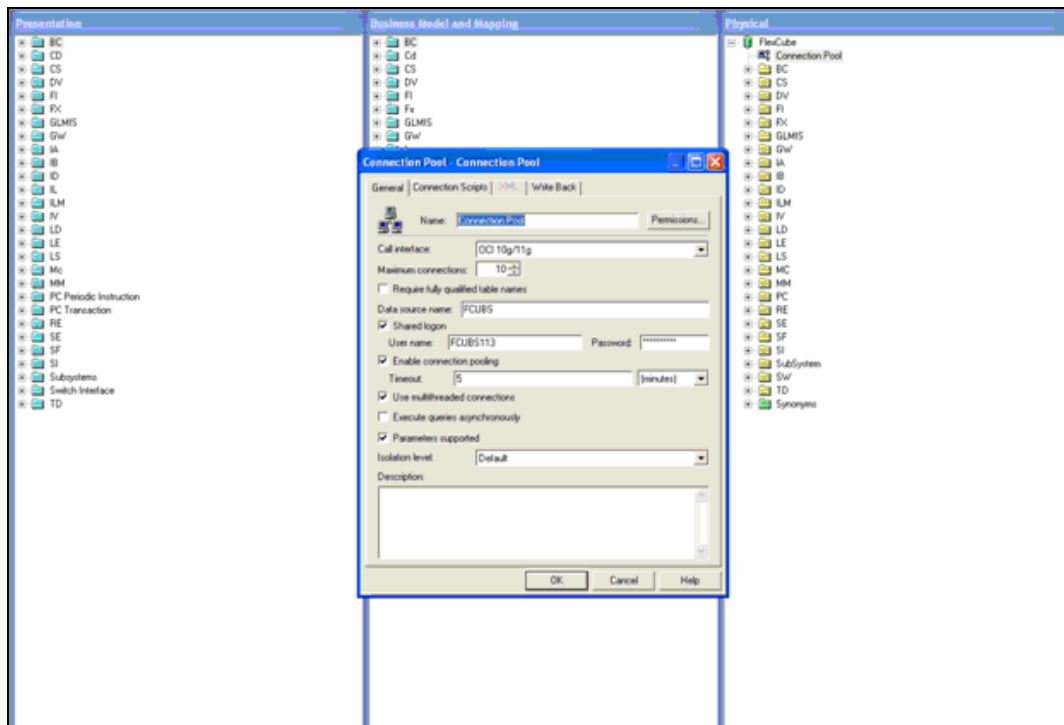 Presentation
BC
CD
CS
DV
FI
FX
GLMIS
GW
IA
IB
ID
IL
ILM
IV
LD
LE
LS
Mc
MM
PC Periodic Instruction
PC Transaction
RE
SE
SF
SI
Subsystems
Switch Interface
TD
Business Model and Mapping
BC
Cd
CS
DV
FI
Fx
GLMIS
GW
Physical
FlexCube
Connection Pool
BC
CS
DV
FI
FX
GLMIS
GW
IA
IB
ID
ILM
IV
LD
LE
LS
MC
MM
PC
RE
SE
SF
SI
SubSystem
SW
TD
Synonyms
Connection Pool - Connection Pool
General Connection Scripts XML Write Back
Name: Connection Pool Permissions...
Call interface: OCI 10g/11g
Maximum connections: 10
Require fully qualified table names
Data source name: FCUBS
Shared logon
User name: FCUBS113 Password: **********
Enable connection pooling
Timeout: 5 (minutes)
Use multithreaded connections
Execute queries asynchronously
Parameters supported
Isolation level: Default
Description:
OK Cancel Help